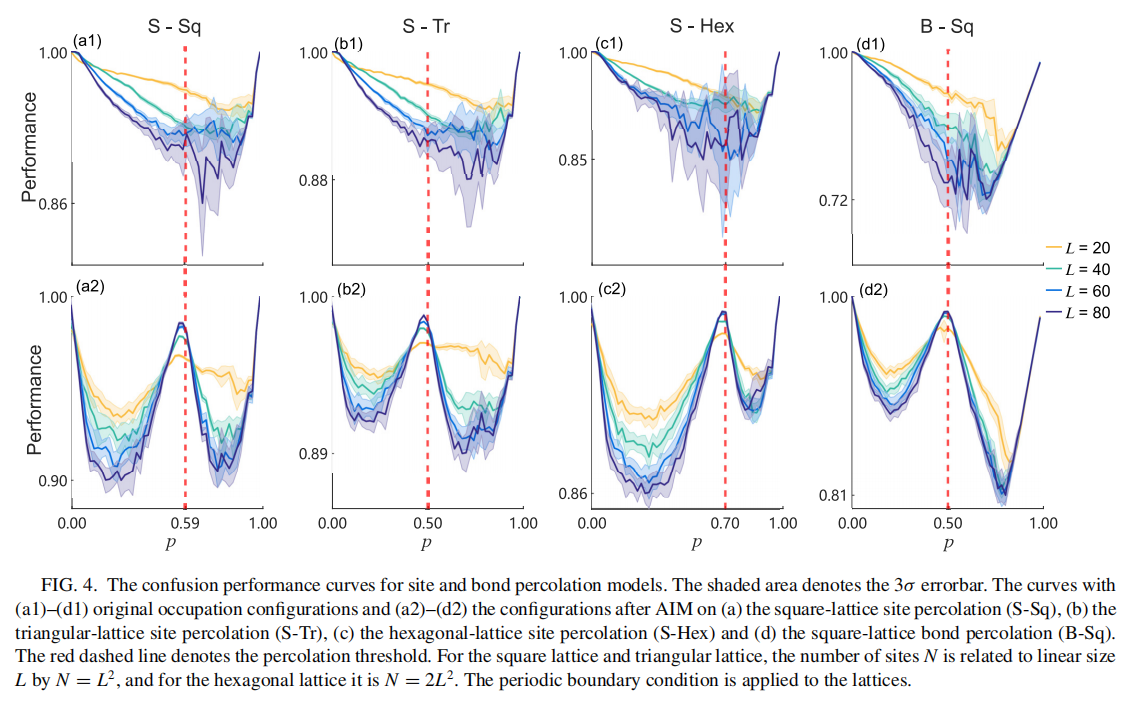 S - Sq
S - Tr
S - Hex
B - Sq
(a1)
(b1)
(c1)
(d1)
1.00
1.00
1.00
1.00
Performance
0.86
0.88
0.85
0.72
L = 20
L = 40
L = 60
L = 80
(a2)
(b2)
(c2)
(d2)
1.00
1.00
1.00
1.00
Performance
0.90
0.89
0.86
0.81
0.00 0.59 1.00
0.00 0.50 1.00
0.00 0.70 1.00
0.00 0.50 1.00
p
p
p
p
FIG. 4. The confusion performance curves for site and bond percolation models. The shaded area denotes the 3σ errorbar. The curves with
(a1)–(d1) original occupation configurations and (a2)–(d2) the configurations after AIM on (a) the square-lattice site percolation (S-Sq), (b) the
triangular-lattice site percolation (S-Tr), (c) the hexagonal-lattice site percolation (S-Hex) and (d) the square-lattice bond percolation (B-Sq).
The red dashed line denotes the percolation threshold. For the square lattice and triangular lattice, the number of sites N is related to linear size
L by N = L², and for the hexagonal lattice it is N = 2L². The periodic boundary condition is applied to the lattices.